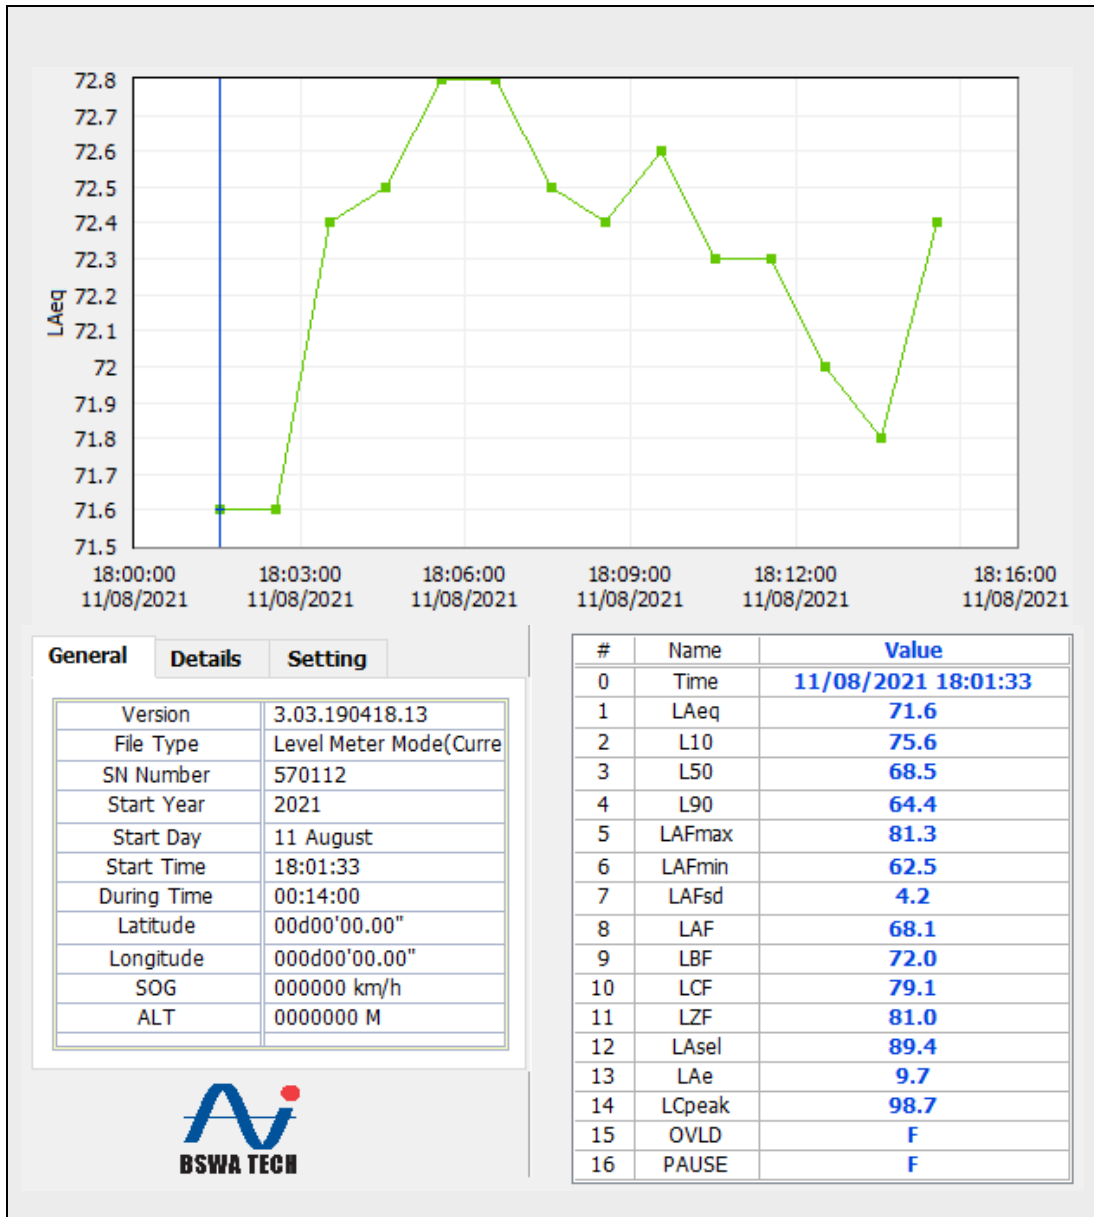 72.8
72.7
72.6
72.5
72.4
72.3
72.2
72.1
72
71.9
71.8
71.7
71.6
71.5
LAeq
18:00:00 18:03:00 18:06:00 18:09:00 18:12:00 18:16:00
11/08/2021 11/08/2021 11/08/2021 11/08/2021 11/08/2021 11/08/2021
General Details Setting
Version 3.03.190418.13
File Type Level Meter Mode(Curre
SN Number 570112
Start Year 2021
Start Day 11 August
Start Time 18:01:33
During Time 00:14:00
Latitude 00d00'00.00"
Longitude 000d00'00.00"
SOG 000000 km/h
ALT 0000000 M
BSWA TECH
# Name Value
0 Time 11/08/2021 18:01:33
1 LAeq 71.6
2 L10 75.6
3 L50 68.5
4 L90 64.4
5 LAFmax 81.3
6 LAFmin 62.5
7 LAFsd 4.2
8 LAF 68.1
9 LBF 72.0
10 LCF 79.1
11 LZF 81.0
12 LAsel 89.4
13 LAe 9.7
14 LCpeak 98.7
15 OVLD F
16 PAUSE F